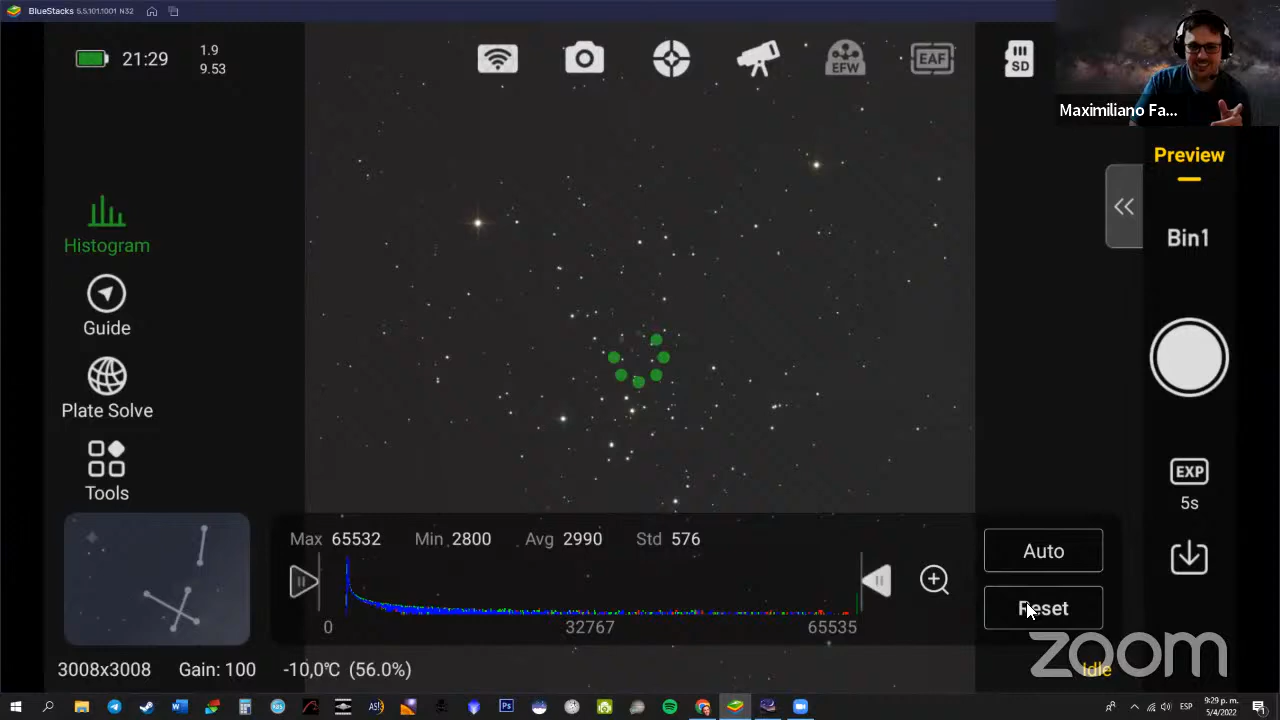 BlueStacks 5.5.101.1001 N32
21:29
1.9
9.53
EFW
EAF
SD
Maximiliano Fa...
Preview
Bin1
Histogram
Guide
Plate Solve
Tools
EXP
5s
Max 65532 Min 2800 Avg 2990 Std 576
Auto
Reset
0 32767 65535
3008x3008 Gain: 100 -10,0℃ (56.0%)
Idle
zoom
ESP
9:29 p. m.
5/4/2022